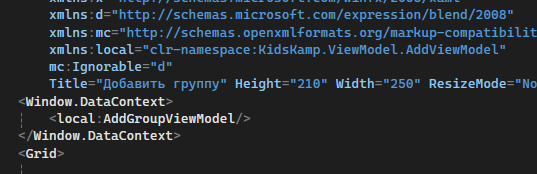 xmlns:d="http://schemas.microsoft.com/expression/blend/2008"
xmlns:mc="http://schemas.openxmlformats.org/markup-compatibilit
xmlns:local="clr-namespace:KidsKamp.ViewModel.AddViewModel"
mc:Ignorable="d"
Title="Добавить группу" Height="210" Width="250" ResizeMode="No
<Window.DataContext>
<local:AddGroupViewModel/>
</Window.DataContext>
<Grid>